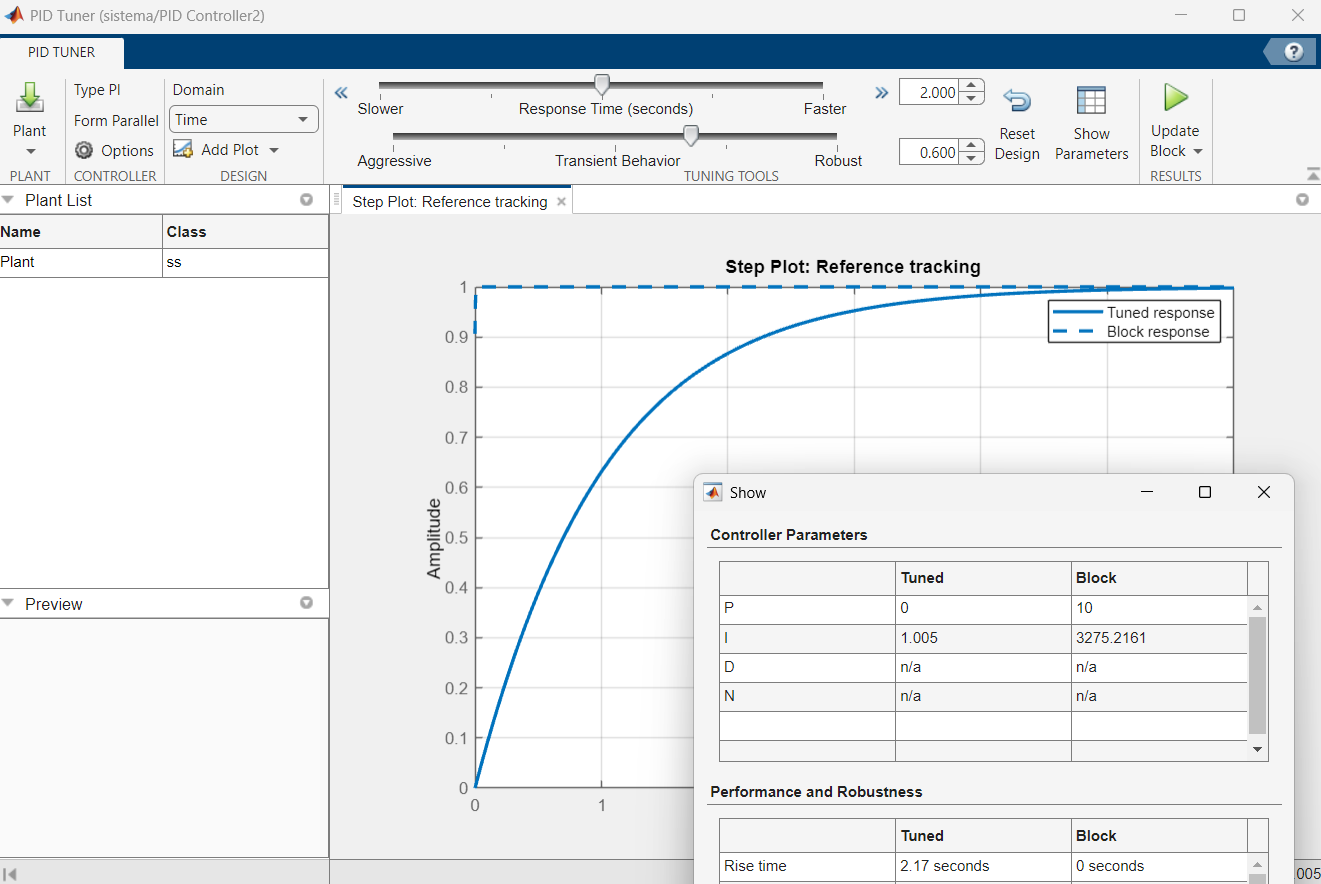 PID Tuner (sistema/PID Controller2)
PID TUNER
?
Plant
PLANT
Type PI
Form Parallel
Options
CONTROLLER
Domain
Time
Add Plot
DESIGN
Slower
Response Time (seconds)
Faster
2.000
Aggressive
Transient Behavior
Robust
0.600
TUNING TOOLS
Reset
Design
Show
Parameters
Update
Block
RESULTS
Plant List
Name Class
Plant ss
Preview
Step Plot: Reference tracking
Step Plot: Reference tracking
Tuned response
Block response
Amplitude
1
0.9
0.8
0.7
0.6
0.5
0.4
0.3
0.2
0.1
0
0 1
Show
Controller Parameters
Tuned Block
P 0 10
I 1.005 3275.2161
D n/a n/a
N n/a n/a
Performance and Robustness
Tuned Block
Rise time 2.17 seconds 0 seconds
.005